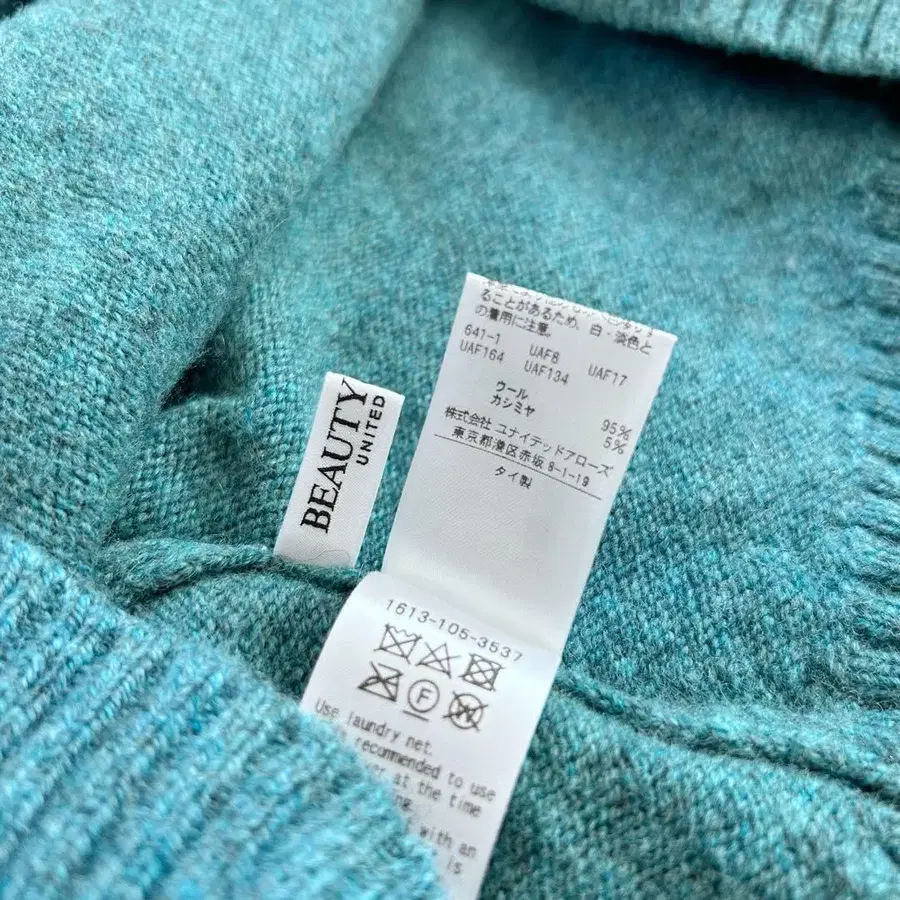 BEAUTY
UNITED
ることがあるため、白・淡色と
の着用に注意。
641-1 UAF8 UAF17
UAF164 UAF134
ウール 95%
カシミヤ 5%
株式会社 ユナイテッドアローズ
東京都港区赤坂 8-1-19
タイ製
1613-105-3537
F
W
Use laundry net.
recommended to use
at the time
with an
is